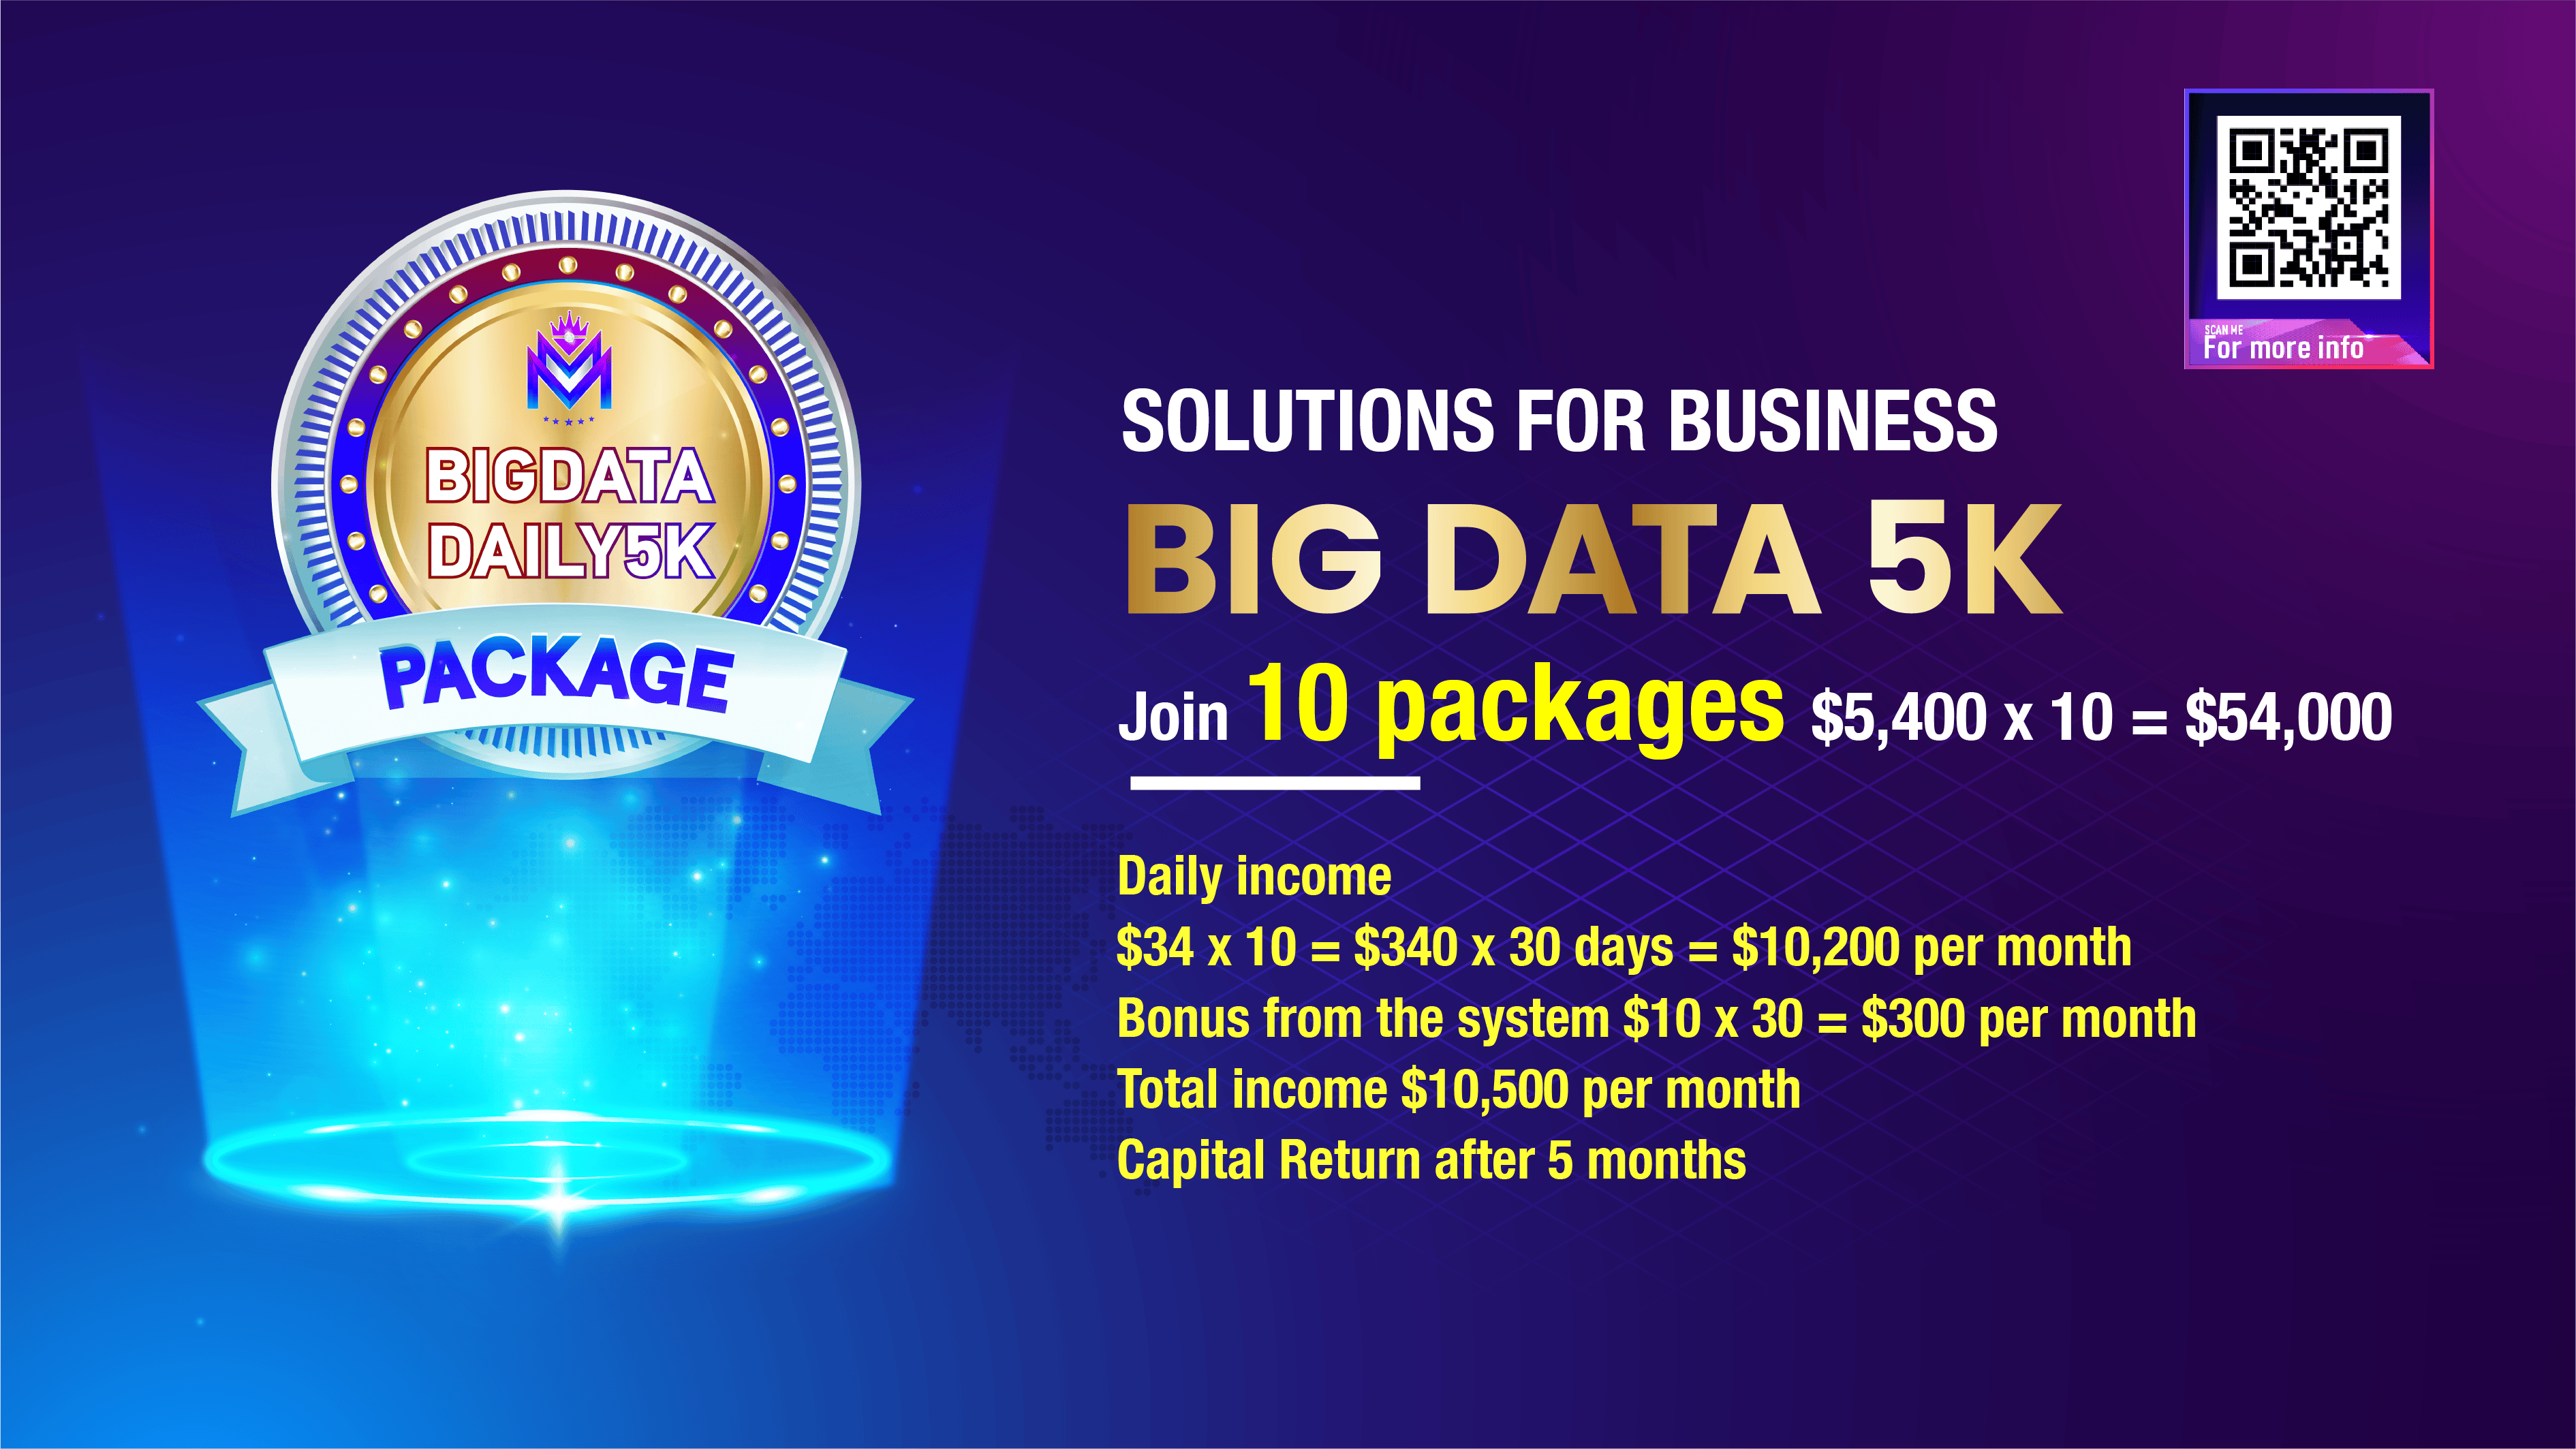 BIGDATA
DAILY5K
PACKAGE
SCAN ME
For more info
SOLUTIONS FOR BUSINESS
BIG DATA 5K
Join 10 packages $5,400 x 10 = $54,000
Daily income
$34 x 10 = $340 x 30 days = $10,200 per month
Bonus from the system $10 x 30 = $300 per month
Total income $10,500 per month
Capital Return after 5 months